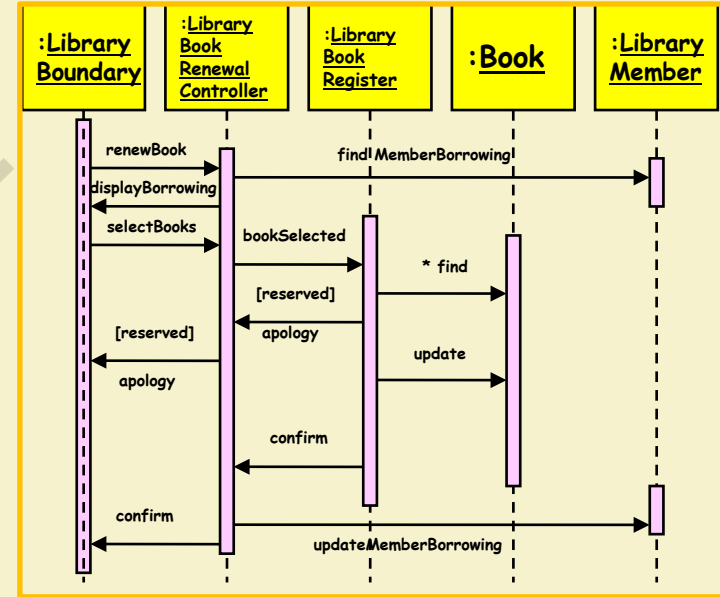 :Library
Boundary
:Library
Book
Renewal
Controller
:Library
Book
Register
:Book
:Library
Member
renewBook
find MemberBorrowing
displayBorrowing
selectBooks
bookSelected
* find
[reserved]
apology
[reserved]
apology
update
confirm
confirm
updateMemberBorrowing